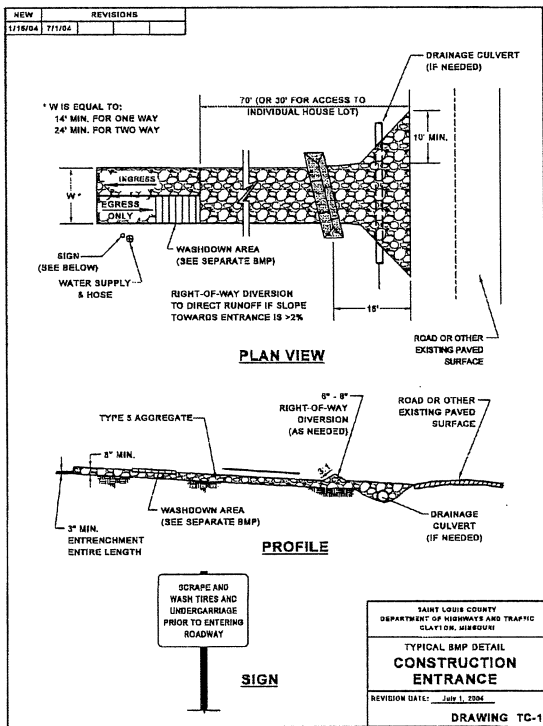 NEW REVISIONS
1/15/04 7/1/04
DRAINAGE CULVERT
(IF NEEDED)
70' (OR 30' FOR ACCESS TO
INDIVIDUAL HOUSE LOT)
* W IS EQUAL TO:
14' MIN. FOR ONE WAY
24' MIN. FOR TWO WAY
10' MIN.
INGRESS
W*
EGRESS
ONLY
SIGN
(SEE BELOW)
WATER SUPPLY
& HOSE
WASHDOWN AREA
(SEE SEPARATE BMP)
RIGHT-OF-WAY DIVERSION
TO DIRECT RUNOFF IF SLOPE
TOWARDS ENTRANCE IS >2%
15'
ROAD OR OTHER
EXISTING PAVED
SURFACE
PLAN VIEW
6" - 8"
RIGHT-OF-WAY
DIVERSION
(AS NEEDED)
ROAD OR OTHER
EXISTING PAVED
SURFACE
TYPE 5 AGGREGATE
8" MIN.
3:1
WASHDOWN AREA
(SEE SEPARATE BMP)
3" MIN.
ENTRENCHMENT
ENTIRE LENGTH
DRAINAGE
CULVERT
(IF NEEDED)
PROFILE
SCRAPE AND
WASH TIRES AND
UNDERCARRIAGE
PRIOR TO ENTERING
ROADWAY
SIGN
SAINT LOUIS COUNTY
DEPARTMENT OF HIGHWAYS AND TRAFFIC
CLAYTON, MISSOURI
TYPICAL BMP DETAIL
CONSTRUCTION
ENTRANCE
REVISION DATE: July 1, 2004
DRAWING TC-1